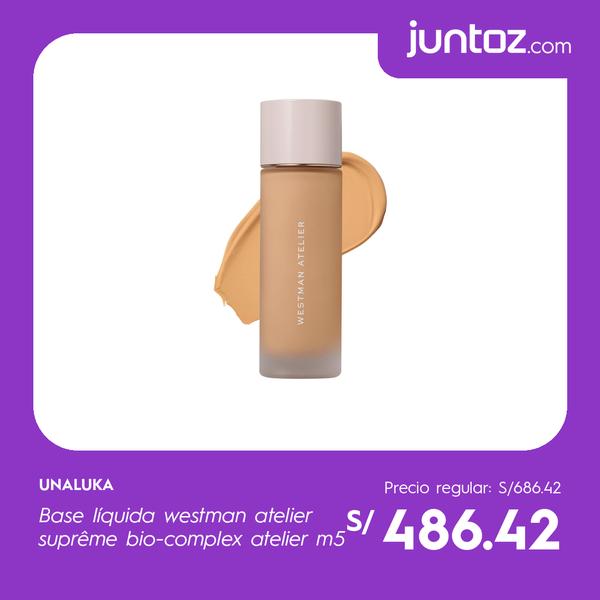 juntoz.com
WESTMAN ATELIER
UNALUKA
Precio regular: S/686.42
Base líquida westman atelier
suprême bio-complex atelier m5
S/ 486.42